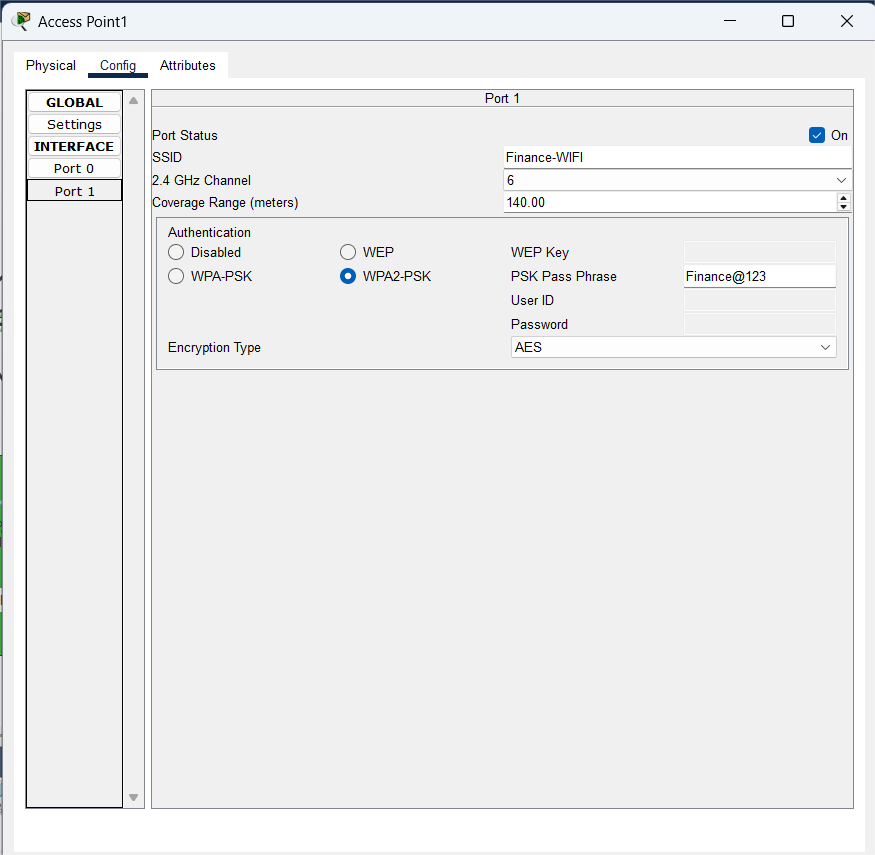 Access Point1
Physical Config Attributes
GLOBAL
Settings
INTERFACE
Port 0
Port 1
Port 1
Port Status On
SSID Finance-WIFI
2.4 GHz Channel 6
Coverage Range (meters) 140.00
Authentication
Disabled WEP WEP Key
WPA-PSK WPA2-PSK PSK Pass Phrase Finance@123
User ID
Password
Encryption Type AES